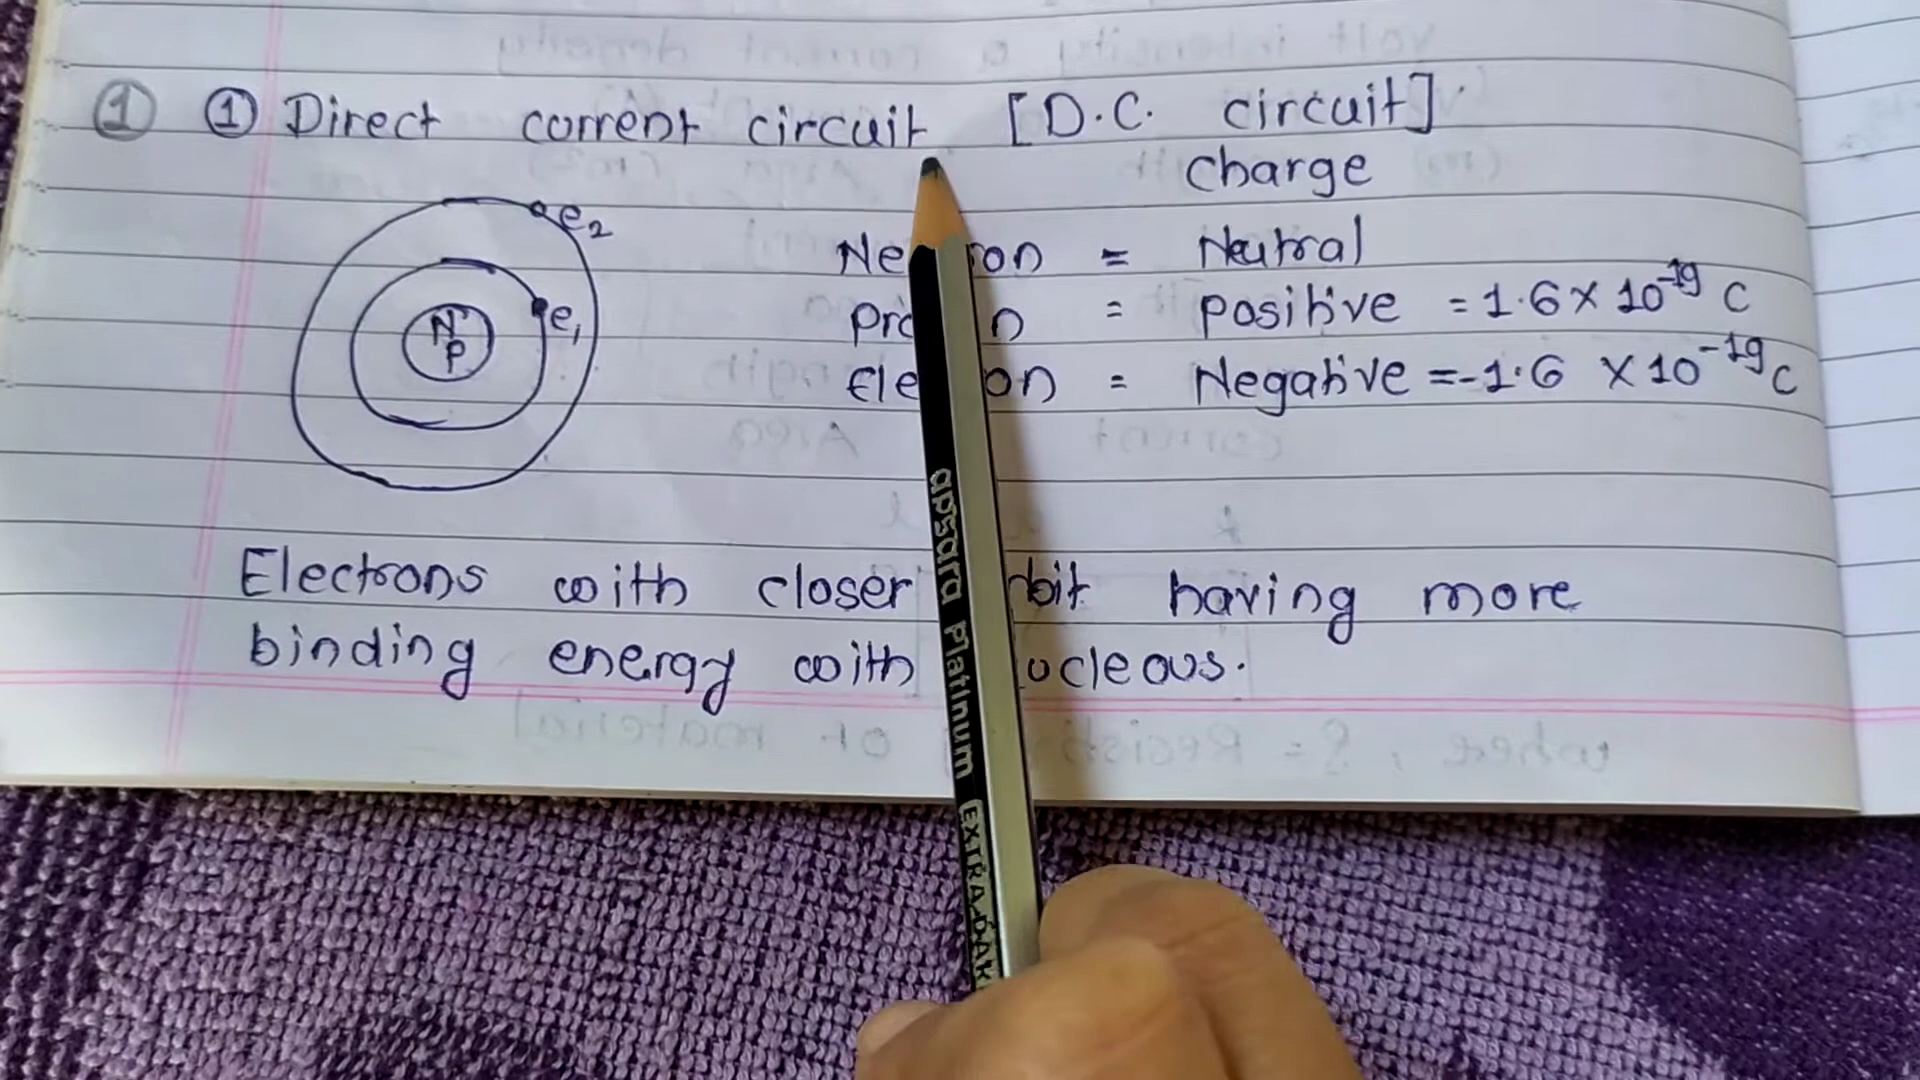 ① ① Direct current circuit [D.C. circuit]
charge
= Neutral
= positive = 1.6 × 10⁻¹⁹ C
= Negative = -1.6 × 10⁻¹⁹ C
e₂
e₁
N
P
Electrons with closer having more
binding energy with
apsara Platinum EXTRA DARK